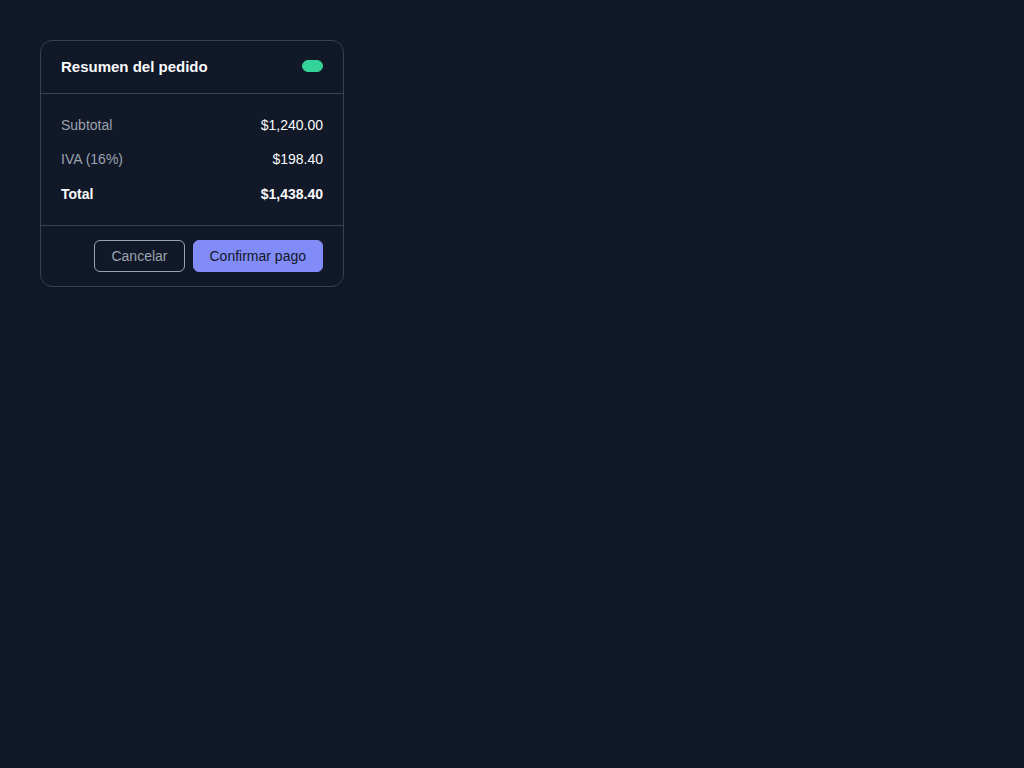 Resumen del pedido
Subtotal $1,240.00
IVA (16%) $198.40
Total $1,438.40
Cancelar Confirmar pago